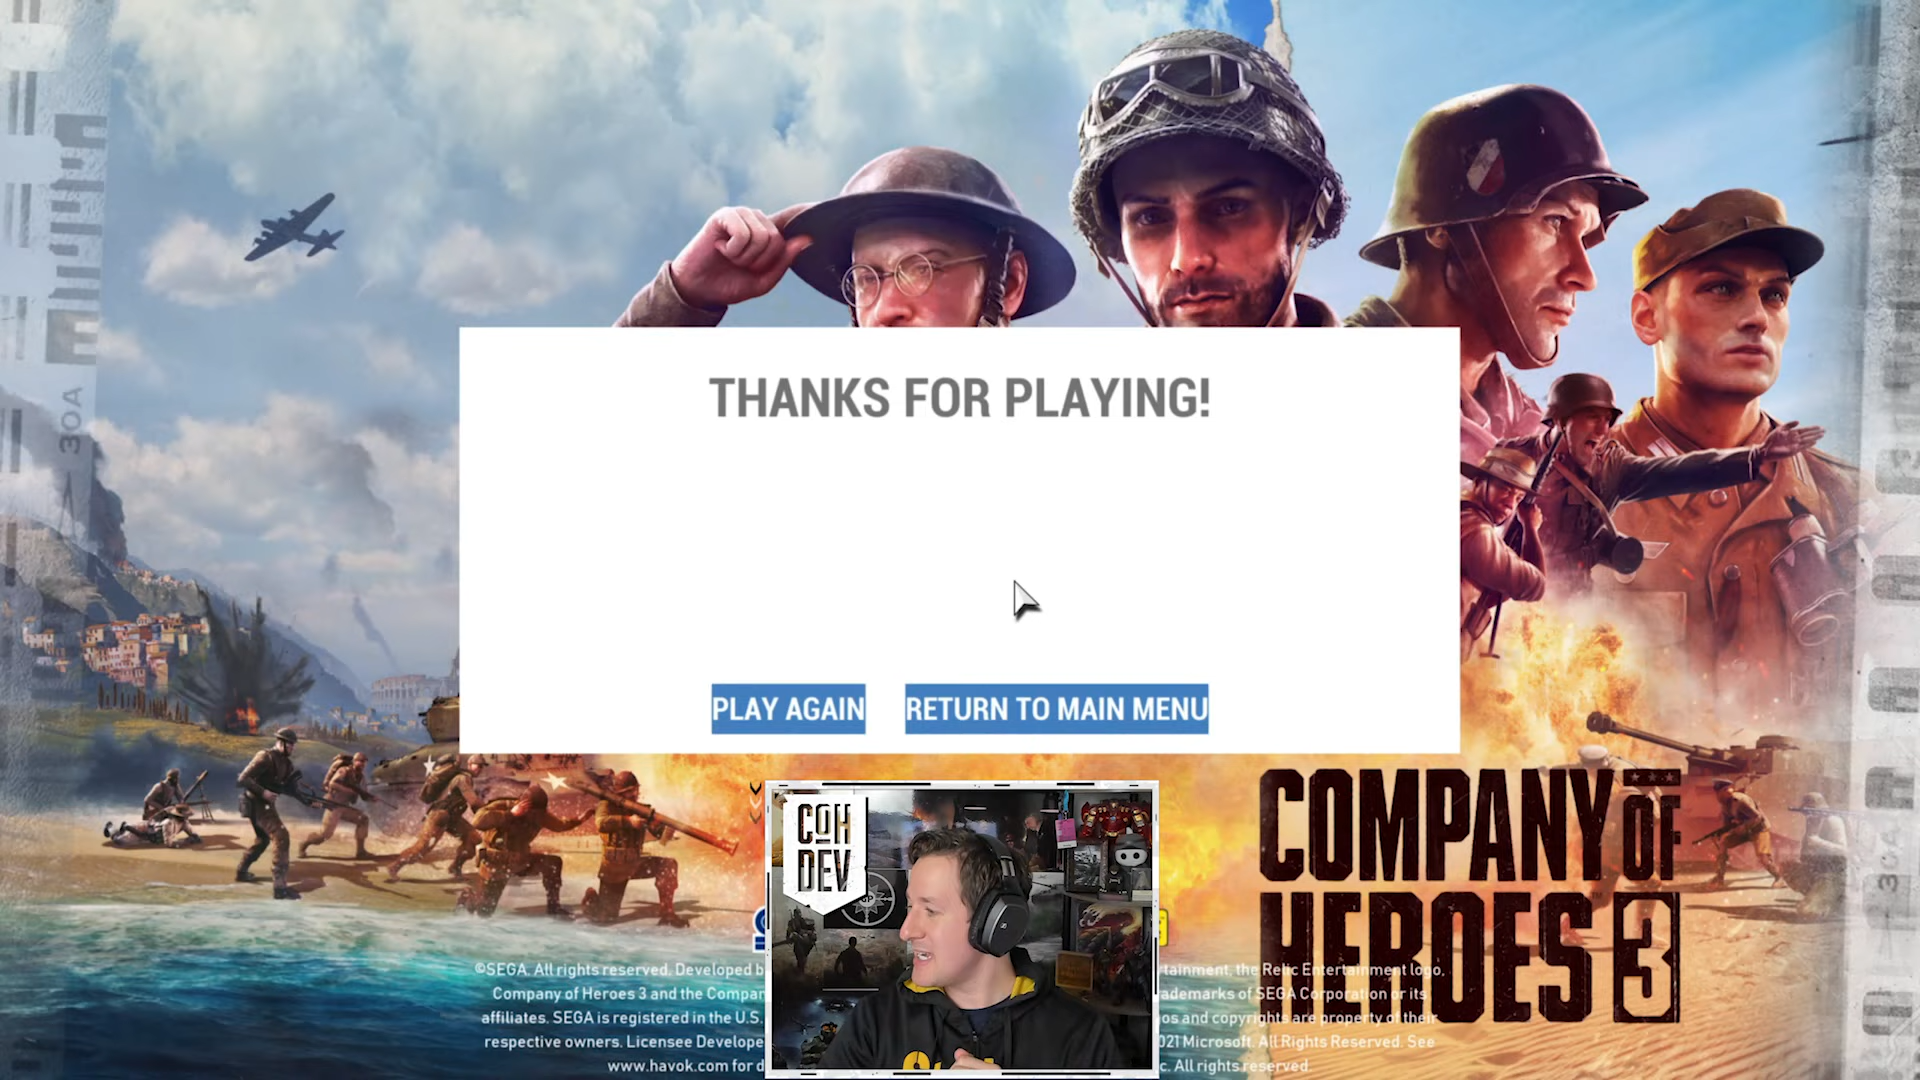 30A
THANKS FOR PLAYING!
PLAY AGAIN
RETURN TO MAIN MENU
COMPANY OF
HEROES 3
COH
DEV
©SEGA. All rights reserved. Developed b
tainment, the Relic Entertainment logo,
Company of Heroes 3 and the Compan
ademarks of SEGA Corporation or its
affiliates. SEGA is registered in the U.S.
os and copyrights are property of their
respective owners. Licensee Develope
021 Microsoft. All Rights Reserved. See
www.havok.com for d
c. All rights reserved.
30A